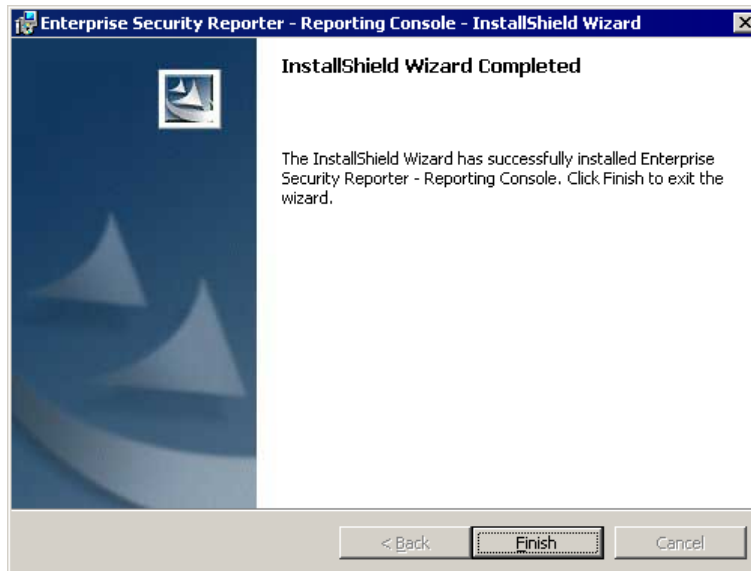 Enterprise Security Reporter - Reporting Console - InstallShield Wizard
InstallShield Wizard Completed
The InstallShield Wizard has successfully installed Enterprise
Security Reporter - Reporting Console. Click Finish to exit the
wizard.
< Back
Finish
Cancel